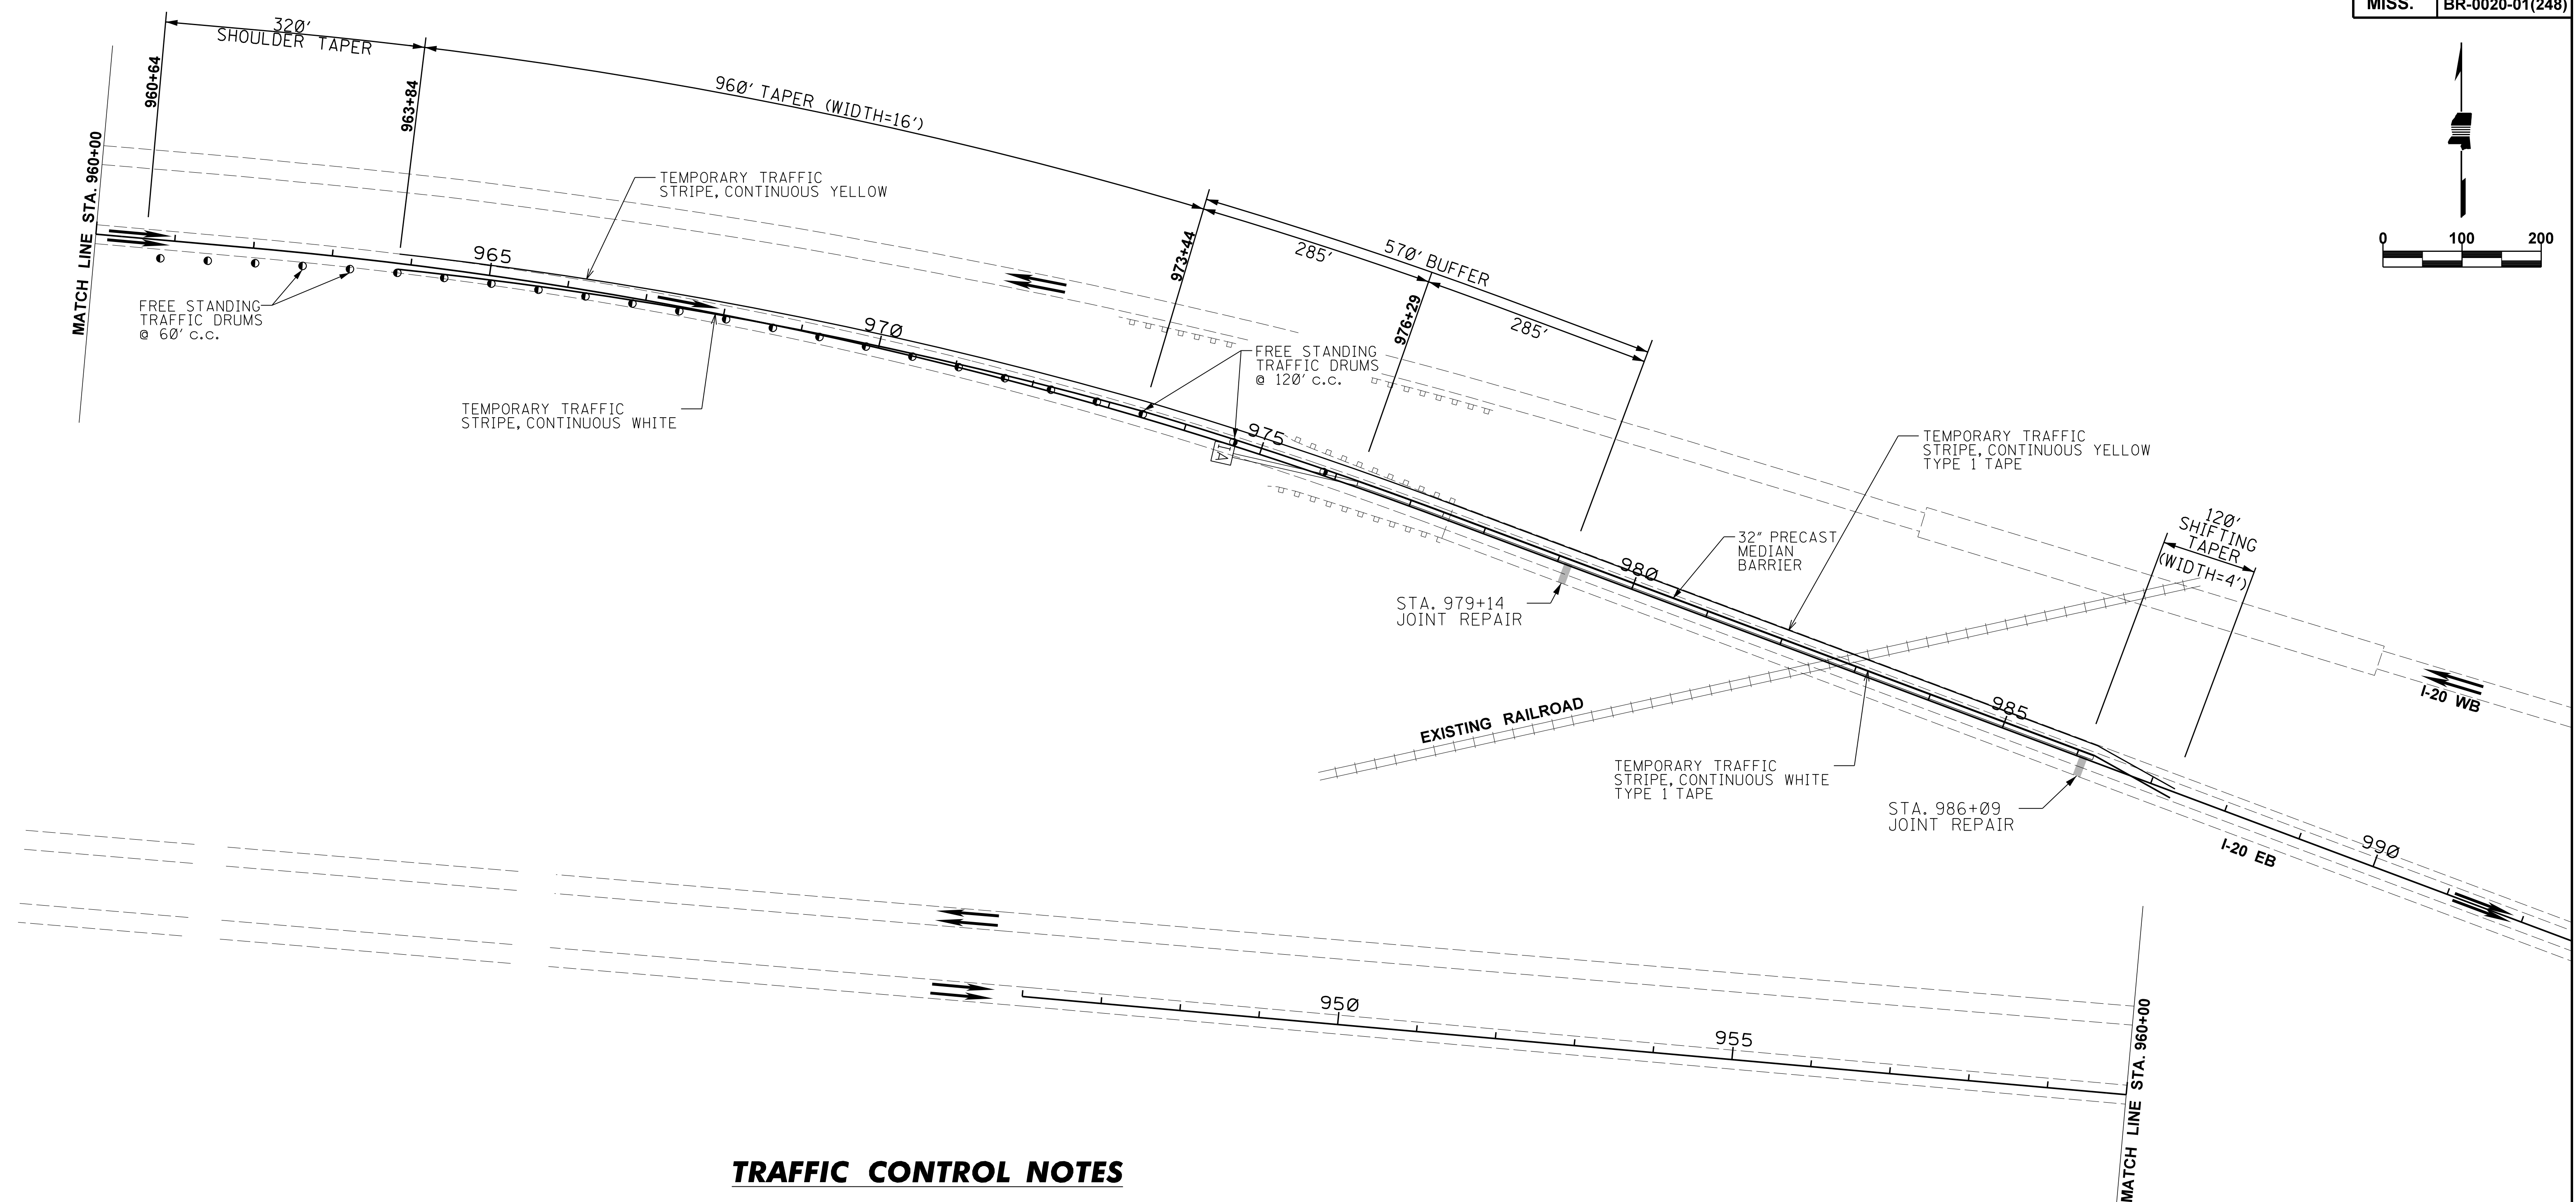 MISS.
BR-0020-01(248)
320'
SHOULDER TAPER
960+64
963+84
960' TAPER (WIDTH=16')
MATCH LINE STA. 960+00
TEMPORARY TRAFFIC
STRIPE, CONTINUOUS YELLOW
965
FREE STANDING
TRAFFIC DRUMS
@ 60' c.c.
TEMPORARY TRAFFIC
STRIPE, CONTINUOUS WHITE
970
973+44
570' BUFFER
285'
285'
976+29
FREE STANDING
TRAFFIC DRUMS
@ 120' c.c.
975
IA
0 100 200
TEMPORARY TRAFFIC
STRIPE, CONTINUOUS YELLOW
TYPE 1 TAPE
32" PRECAST
MEDIAN
BARRIER
980
STA. 979+14
JOINT REPAIR
120'
SHIFTING
TAPER
(WIDTH=4')
EXISTING RAILROAD
985
I-20 WB
TEMPORARY TRAFFIC
STRIPE, CONTINUOUS WHITE
TYPE 1 TAPE
STA. 986+09
JOINT REPAIR
990
I-20 EB
950
955
MATCH LINE STA. 960+00
TRAFFIC CONTROL NOTES